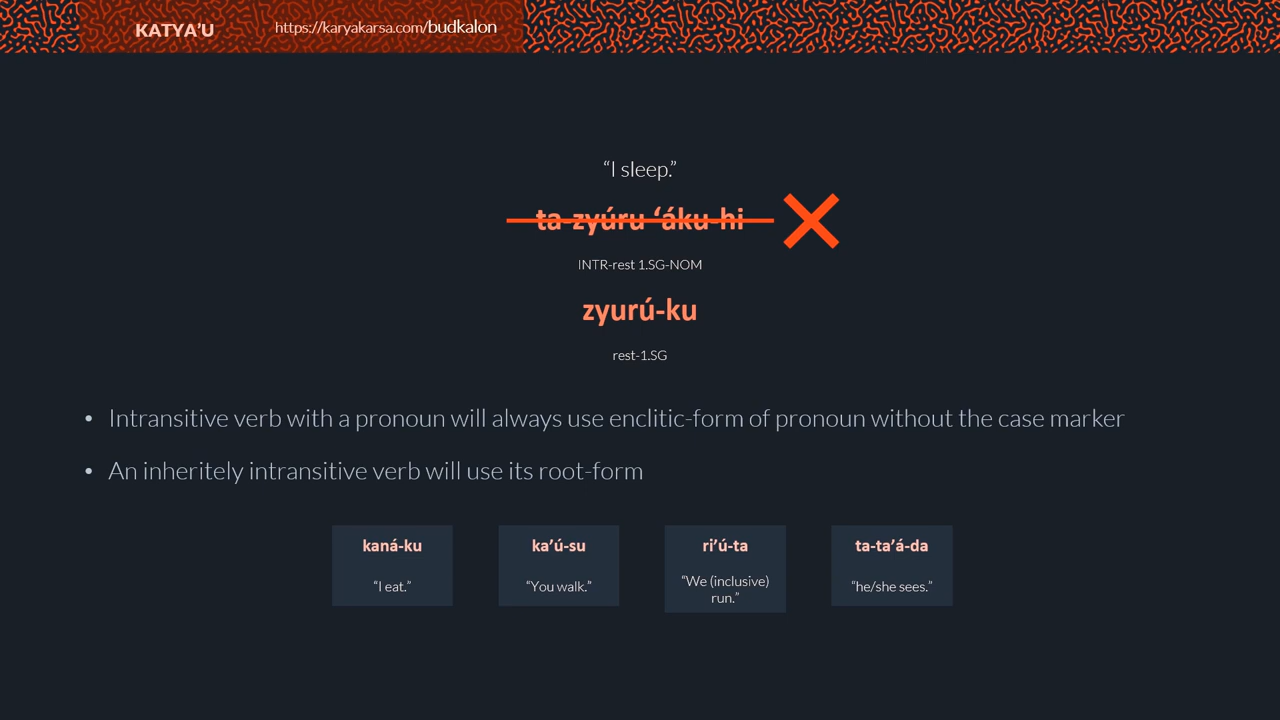 KATYA'U
https://karyakarsa.com/budkalon
“I sleep.”
ta-zyúru ‘áku-hi
INTR-rest 1.SG-NOM
zyurú-ku
rest-1.SG
• Intransitive verb with a pronoun will always use enclitic-form of pronoun without the case marker
• An inheritely intransitive verb will use its root-form
kaná-ku
“I eat.”
ka’ú-su
“You walk.”
ri’ú-ta
“We (inclusive)
run.”
ta-ta’á-da
“he/she sees.”